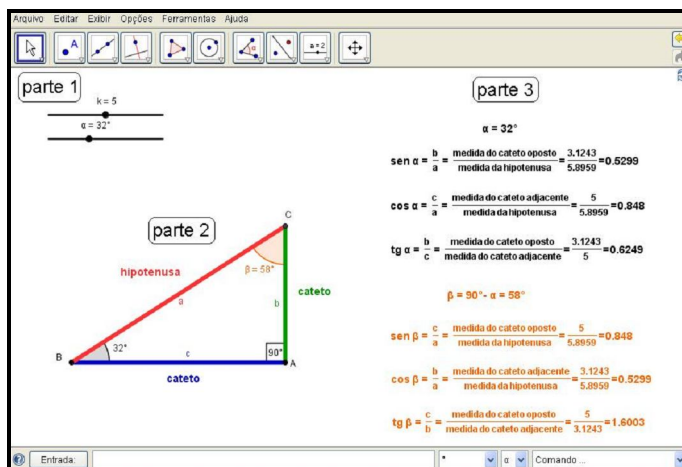 Arquivo Editar Exibir Opções Ferramentas Ajuda
A
α
a=2
parte 1
k = 5
α = 32°
parte 2
C
β = 58°
hipotenusa
a
b
cateto
B
32°
c
90°
A
cateto
parte 3
α = 32°
sen α = b/a = medida do cateto oposto/medida da hipotenusa = 3.1243/5.8959 =0.5299
cos α = c/a = medida do cateto adjacente/medida da hipotenusa = 5/5.8959 =0.848
tg α = b/c = medida do cateto oposto/medida do cateto adjacente = 3.1243/5 =0.6249
β = 90°- α = 58°
sen β = c/a = medida do cateto oposto/medida da hipotenusa = 5/5.8959 =0.848
cos β = b/a = medida do cateto adjacente/medida da hipotenusa = 3.1243/5.8959 =0.5299
tg β = c/b = medida do cateto oposto/medida do cateto adjacente = 5/3.1243 =1.6003
Entrada:
° α Comando ...